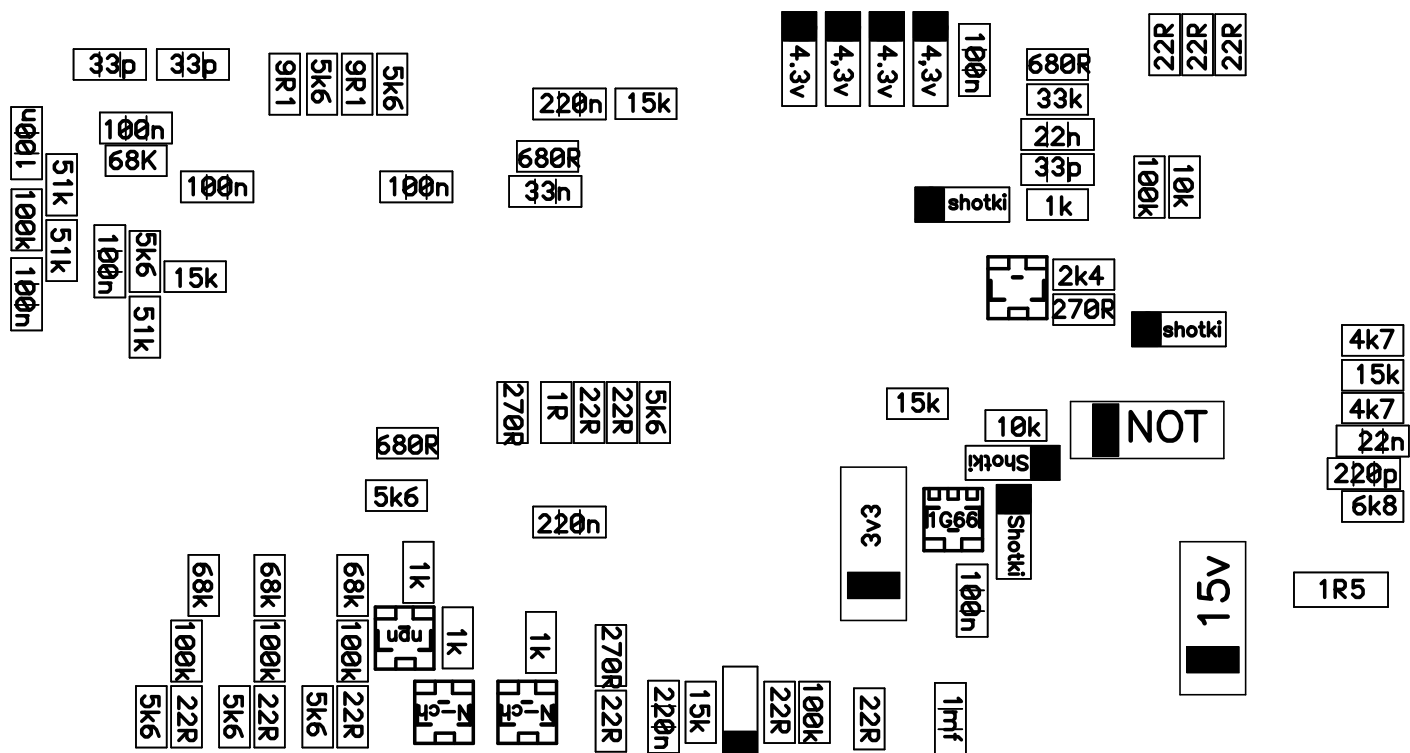 4.3v
4,3v
4.3v
4,3v
100n
22R
22R
22R
33p
33p
9R1
5k6
9R1
5k6
680R
33k
220n
15k
100n
100n
22n
68K
680R
33p
51k
100n
100n
33n
100k
10k
100k
shotki
1k
51k
100n
5k6
15k
100n
2k4
270R
51k
shotki
4k7
15k
270R
1R
22R
22R
5k6
15k
4k7
10k
NOT
680R
22n
Shotki
220p
5k6
6k8
3v3
1G66
Shotki
220n
68k
68k
68k
1k
100n
15v
1R5
100k
100k
100k
npn
1k
1k
270R
5k6
22R
5k6
22R
5k6
22R
N-ch
N-ch
22R
220n
15k
22R
100k
22R
1mf